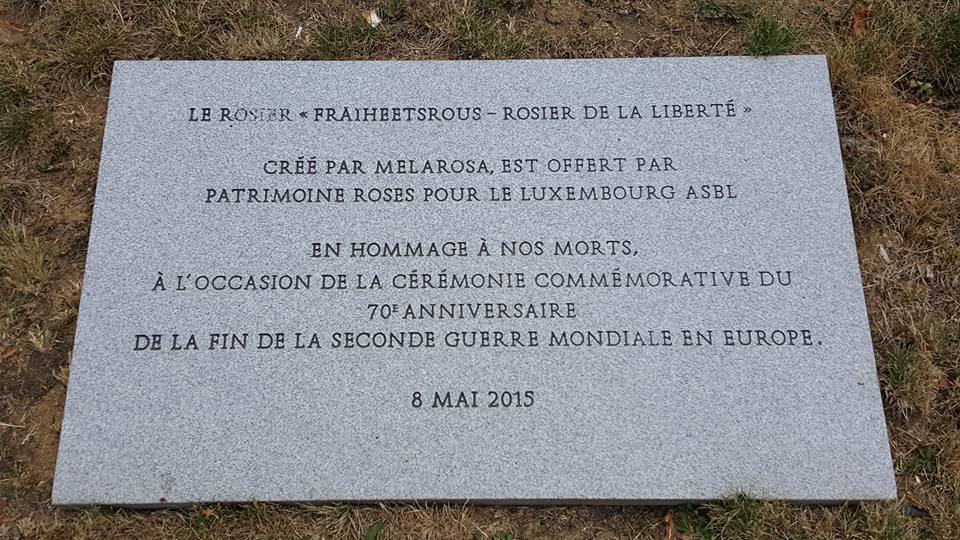 LE ROSIER « FRÄIHEETSROUS – ROSIER DE LA LIBERTÉ »
CRÉÉ PAR MELAROSA, EST OFFERT PAR
PATRIMOINE ROSES POUR LE LUXEMBOURG ASBL
EN HOMMAGE À NOS MORTS,
À L'OCCASION DE LA CÉRÉMONIE COMMÉMORATIVE DU
70E ANNIVERSAIRE
DE LA FIN DE LA SECONDE GUERRE MONDIALE EN EUROPE.
8 MAI 2015